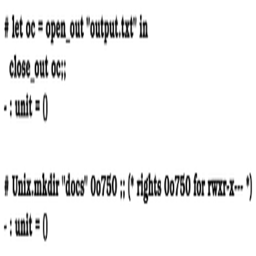 # let oc = open_out "output.txt" in
close_out oc;;
- : unit = ()
# Unix.mkdir "docs" 0o750 ;; (* rights 0o750 for rwxr-x--- *)
- : unit = ()